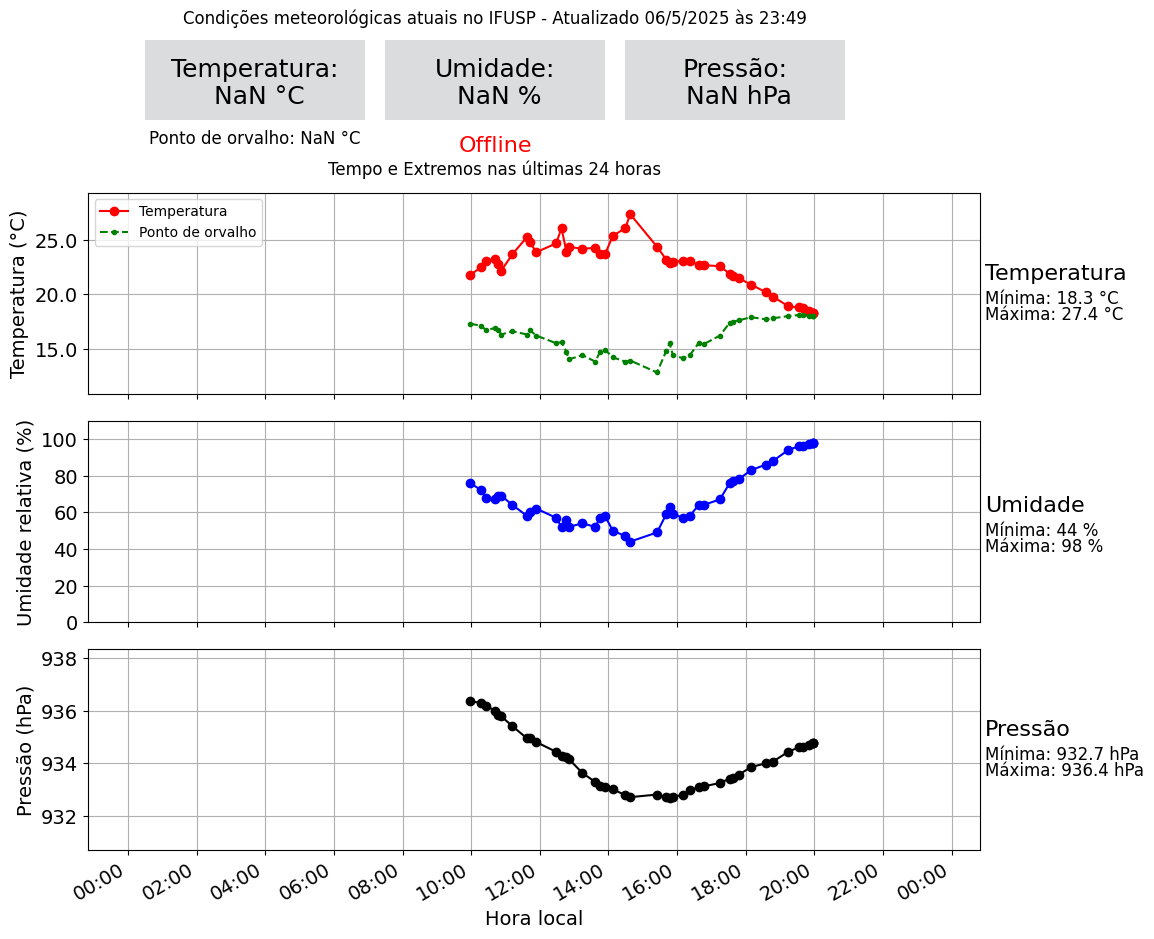 Condições meteorológicas atuais no IFUSP - Atualizado 06/5/2025 às 23:49
Temperatura:
NaN °C
Umidade:
NaN %
Pressão:
NaN hPa
Ponto de orvalho: NaN °C
Offline
Tempo e Extremos nas últimas 24 horas
Temperatura (°C)
25.0
20.0
15.0
Temperatura
Ponto de orvalho
Temperatura
Mínima: 18.3 °C
Máxima: 27.4 °C
Umidade relativa (%)
100
80
60
40
20
0
Umidade
Mínima: 44 %
Máxima: 98 %
Pressão (hPa)
938
936
934
932
Pressão
Mínima: 932.7 hPa
Máxima: 936.4 hPa
00:00 02:00 04:00 06:00 08:00 10:00 12:00 14:00 16:00 18:00 20:00 22:00 00:00
Hora local